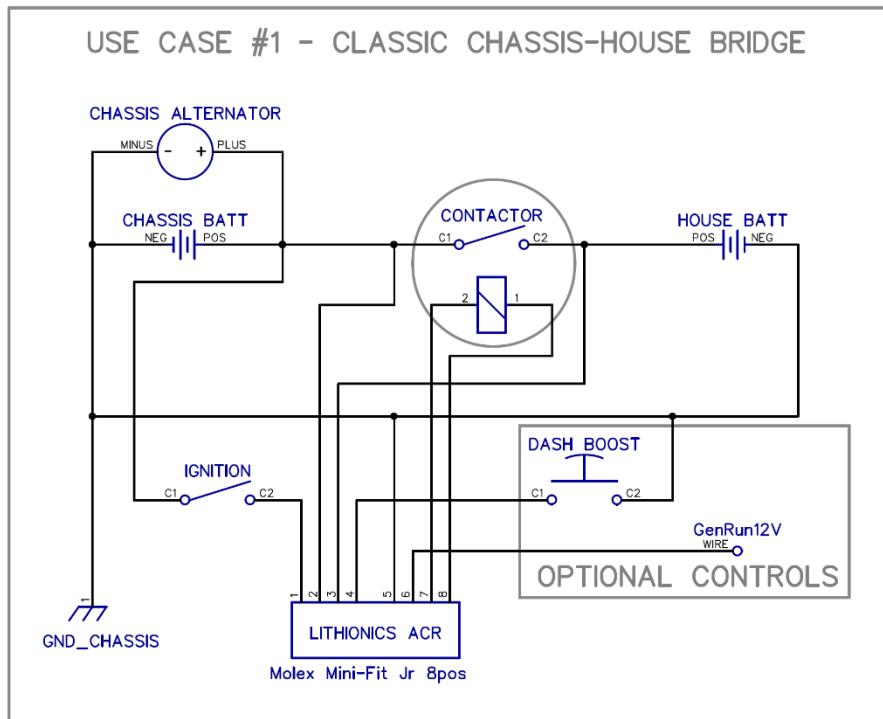 USE CASE #1 - CLASSIC CHASSIS-HOUSE BRIDGE
CHASSIS ALTERNATOR
MINUS - + PLUS
CHASSIS BATT
NEG POS
CONTACTOR
C1 C2
HOUSE BATT
POS NEG
2 1
DASH BOOST
C1 C2
IGNITION
C1 C2
GenRun12V
WIRE
OPTIONAL CONTROLS
1 2 3 4 5 6 7 8
LITHIONICS ACR
Molex Mini-Fit Jr 8pos
1
GND_CHASSIS